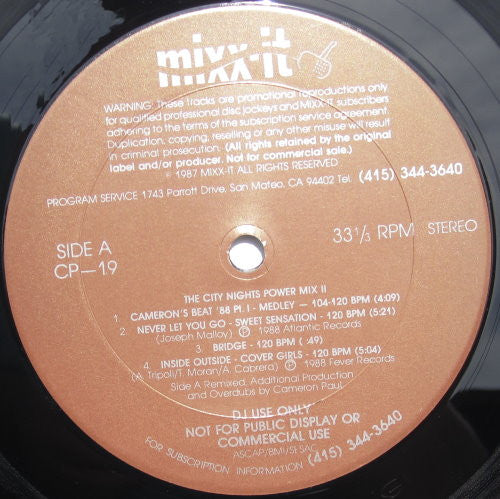 mixx-it
WARNING: These tracks are promotional reproductions only
for qualified professional disc jockeys and MIXX-IT subscribers
adhering to the terms of the subscription service agreement.
Duplication, copying, reselling or any other misuse will result
in criminal prosecution. (All rights retained by the original
label and/or producer. Not for commercial sale.)
℗1987 MIXX-IT ALL RIGHTS RESERVED
PROGRAM SERVICE 1743 Parrott Drive, San Mateo, CA 94402 Tel (415) 344-3640
SIDE A
CP—19
33⅓ RPM STEREO
THE CITY NIGHTS POWER MIX II
1. CAMERON'S BEAT '88 Pt. I - MEDLEY — 104-120 BPM (4:09)
2. NEVER LET YOU GO - SWEET SENSATION - 120 BPM (5:21)
(Joseph Malloy) ℗ 1988 Atlantic Records
3. BRIDGE - 120 BPM ( :49)
4. INSIDE OUTSIDE - COVER GIRLS - 120 BPM (5:04)
(A. Tripoli/T. Moran/A. Cabrera) ℗ 1988 Fever Records
Side A Remixed, Additional Production
and Overdubs by Cameron Paul
DJ USE ONLY
NOT FOR PUBLIC DISPLAY OR
COMMERCIAL USE
ASCAP/BMI/SESAC
FOR SUBSCRIPTION INFORMATION (415) 344-3640